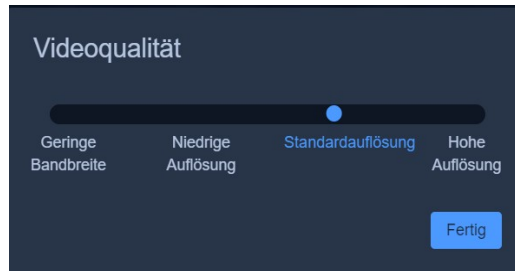 Videoqualität
Geringe
Bandbreite
Niedrige
Auflösung
Standardauflösung
Hohe
Auflösung
Fertig